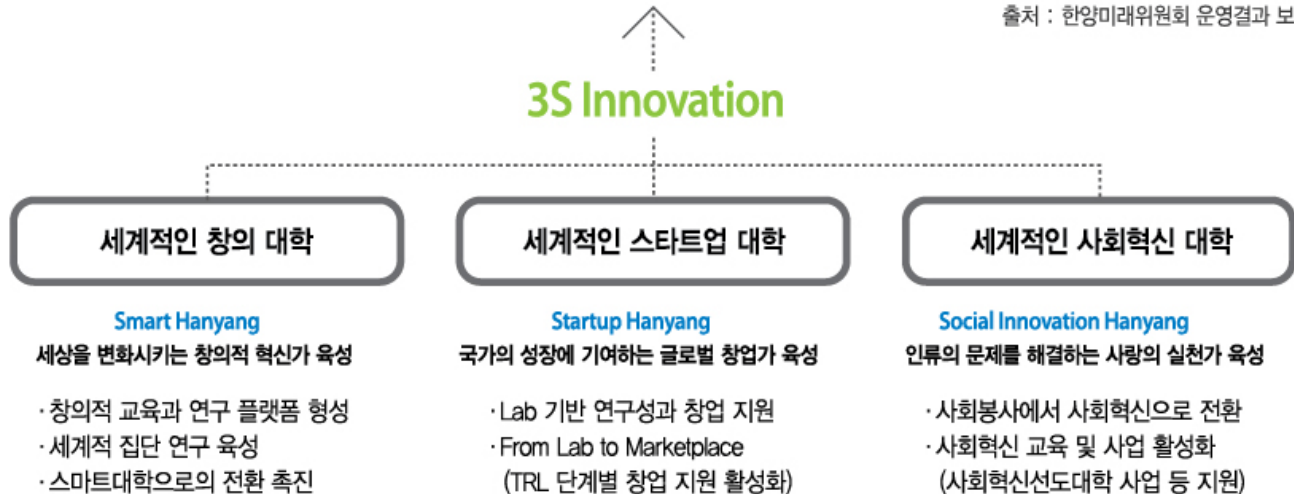 출처 : 한양미래위원회 운영결과 보
3S Innovation
세계적인 창의 대학
Smart Hanyang
세상을 변화시키는 창의적 혁신가 육성
·창의적 교육과 연구 플랫폼 형성
·세계적 집단 연구 육성
·스마트대학으로의 전환 촉진
세계적인 스타트업 대학
Startup Hanyang
국가의 성장에 기여하는 글로벌 창업가 육성
·Lab 기반 연구성과 창업 지원
·From Lab to Marketplace
(TRL 단계별 창업 지원 활성화)
세계적인 사회혁신 대학
Social Innovation Hanyang
인류의 문제를 해결하는 사랑의 실천가 육성
·사회봉사에서 사회혁신으로 전환
·사회혁신 교육 및 사업 활성화
(사회혁신선도대학 사업 등 지원)